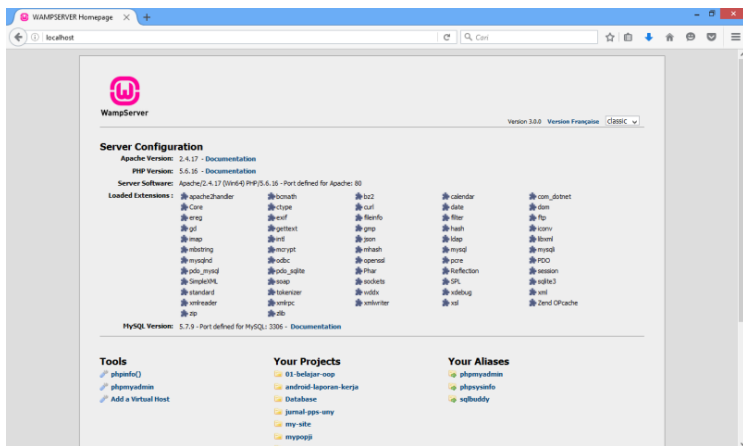 WAMPSERVER Homepage
localhost
Cari
WampServer
Version 3.0.0 Version Française classic
Server Configuration
Apache Version: 2.4.17 - Documentation
PHP Version: 5.6.16 - Documentation
Server Software: Apache/2.4.17 (Win64) PHP/5.6.16 - Port defined for Apache: 80
Loaded Extensions : apache2handler bcmath bz2 calendar com_dotnet
Core ctype curl date dom
ereg exif fileinfo filter ftp
gd gettext gmp hash iconv
imap intl json ldap libxml
mbstring mcrypt mhash mysql mysqli
mysqlnd odbc openssl pcre PDO
pdo_mysql pdo_sqlite Phar Reflection session
SimpleXML soap sockets SPL sqlite3
standard tokenizer wddx xdebug xml
xmlreader xmlrpc xmlwriter xsl Zend OPcache
zip zlib
MySQL Version: 5.7.9 - Port defined for MySQL: 3306 - Documentation
Tools
phpinfo()
phpmyadmin
Add a Virtual Host
Your Projects
01-belajar-oop
android-laporan-kerja
Database
jurnal-pps-uny
my-site
mypopji
Your Aliases
phpmyadmin
phpsysinfo
sqlbuddy